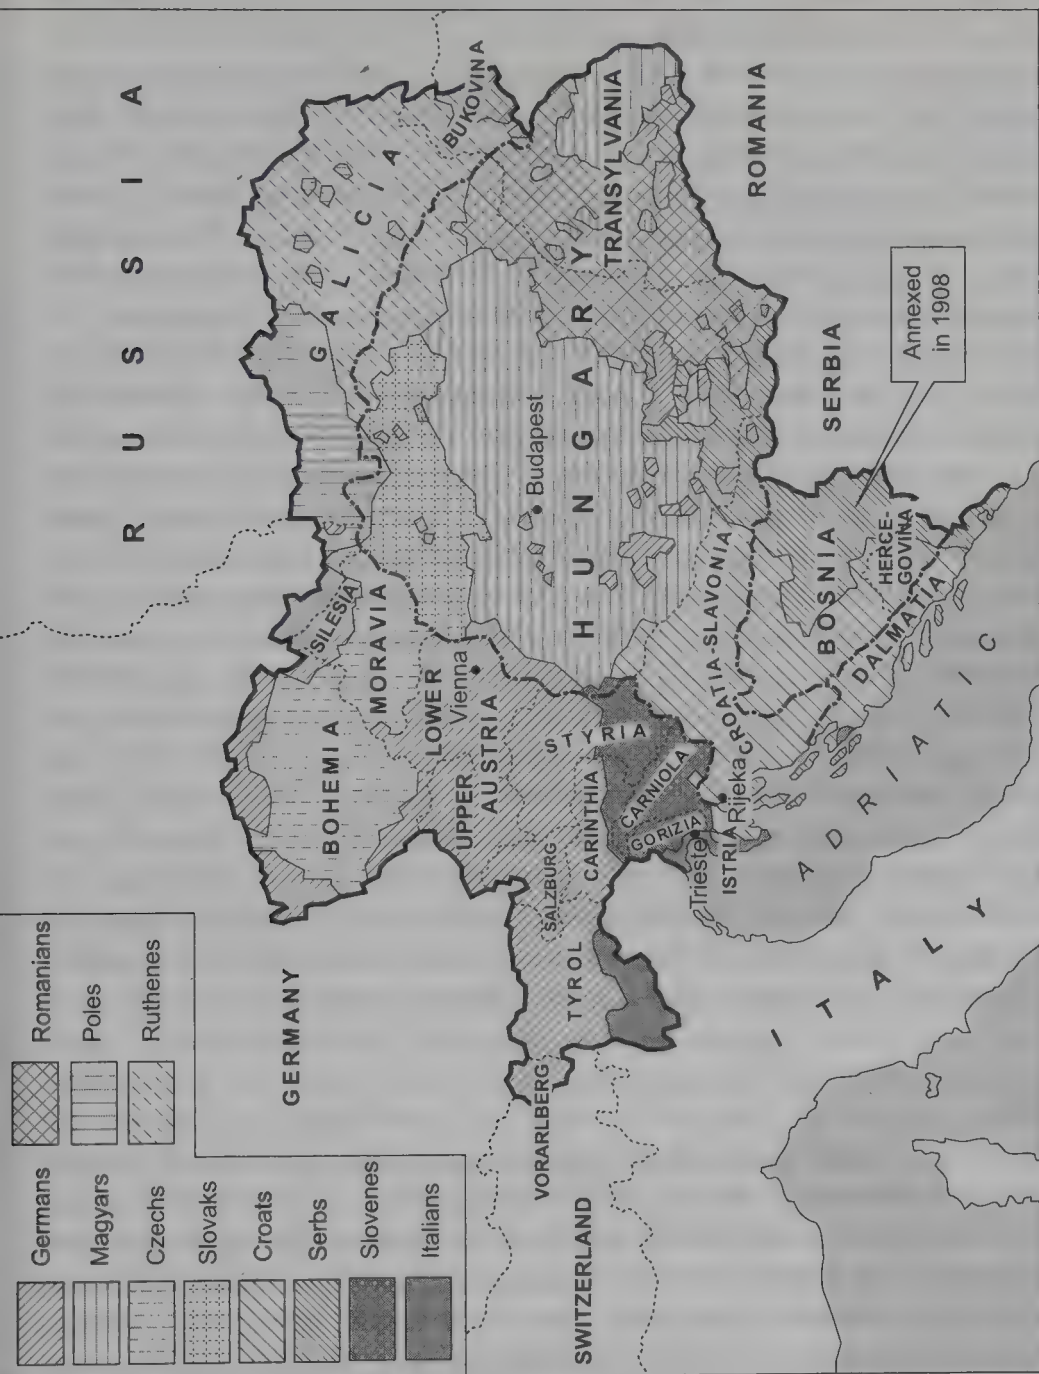 Germans
Magyars
Czechs
Slovaks
Croats
Serbs
Slovenes
Italians
Romanians
Poles
Ruthenes
RUSSIA
GERMANY
SWITZERLAND
ITALY
ADRIATIC
ROMANIA
SERBIA
Annexed
in 1908
GALICIA
BUKOVINA
SILESIA
MORAVIA
BOHEMIA
LOWER
Vienna
UPPER
AUSTRIA
SALZBURG
TYROL
VORARLBERG
STYRIA
CARINTHIA
CARNIOLA
GORIZIA
Trieste
ISTRIA
Rijeka
CROATIA-SLAVONIA
HUNGARY
Budapest
TRANSYLVANIA
BOSNIA
HERCE-
GOVINA
DALMATIA